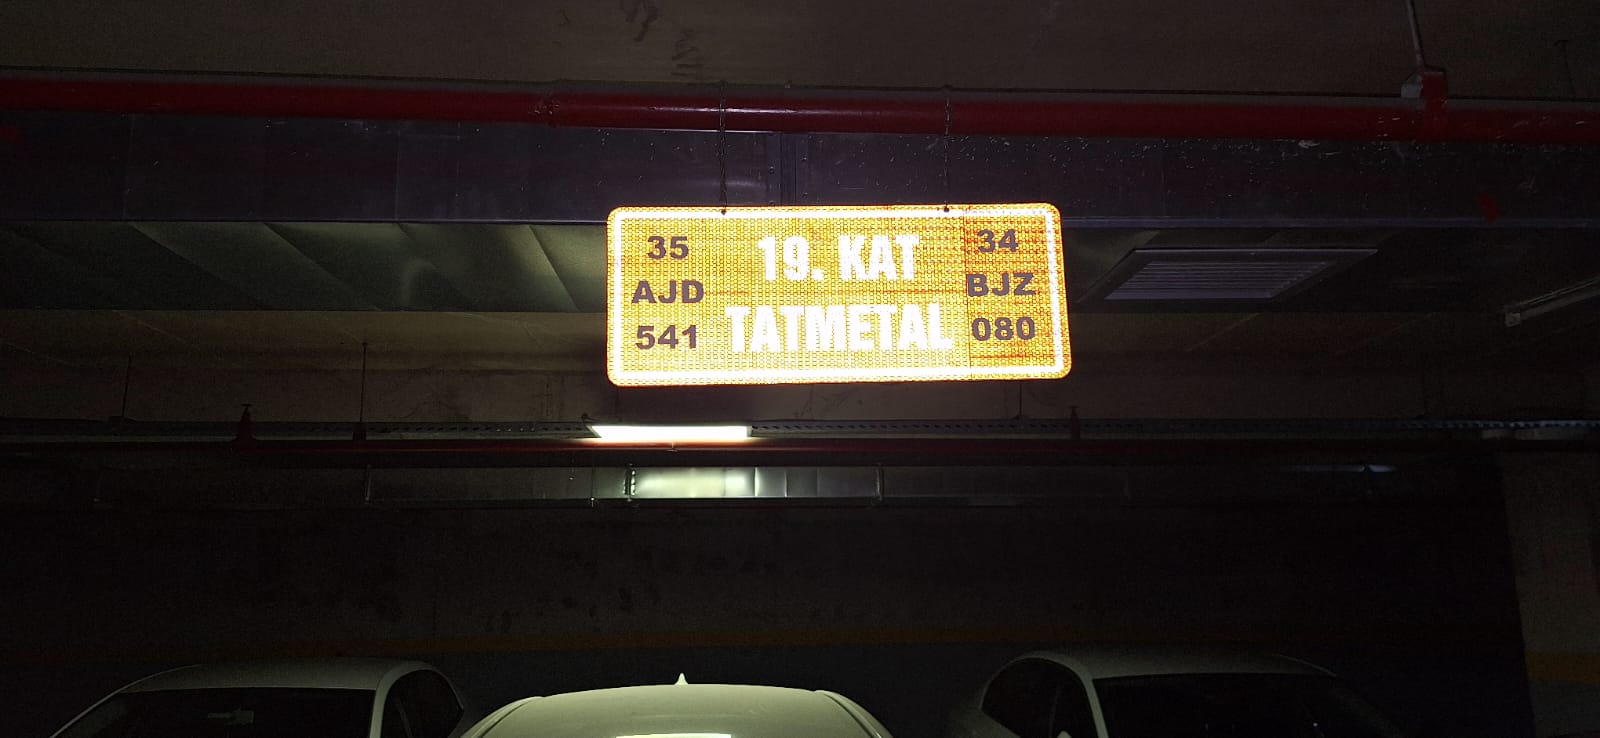 35
AJD
541
19. KAT
TATMETAL
34
BJZ
080